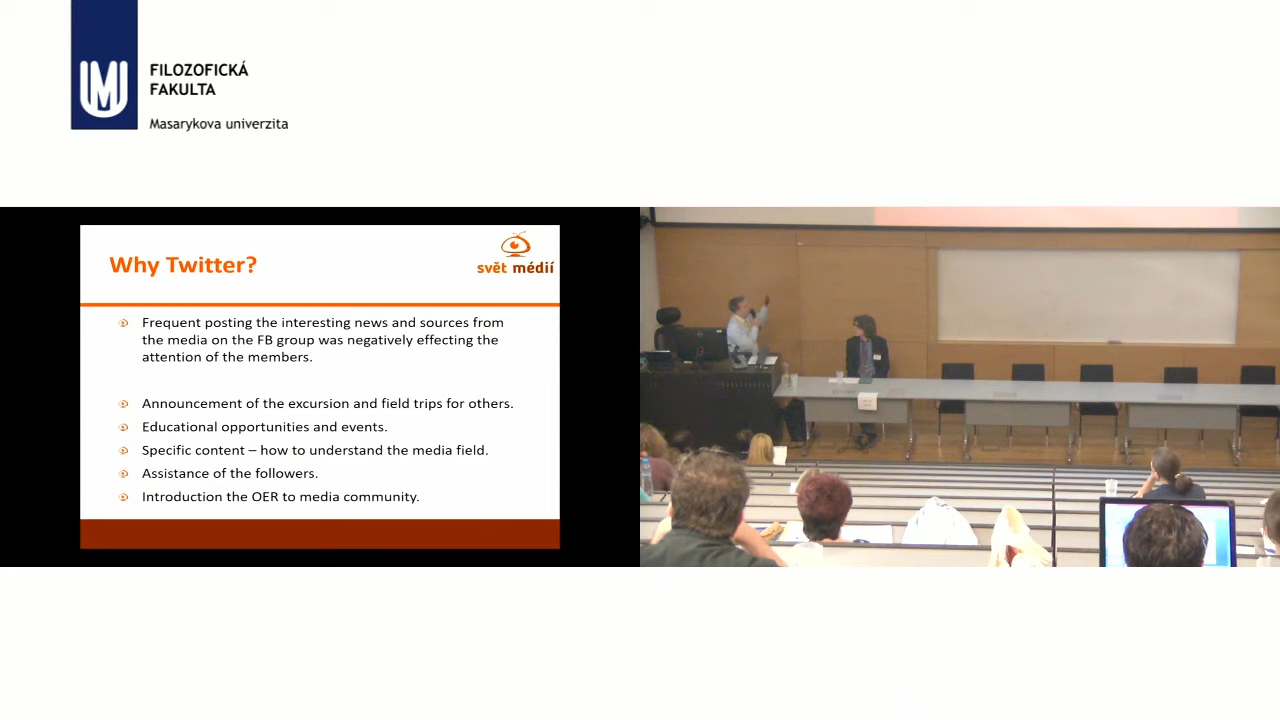 FILOZOFICKÁ
FAKULTA
Masarykova univerzita
Why Twitter?
svět médií
Frequent posting the interesting news and sources from
the media on the FB group was negatively effecting the
attention of the members.
Announcement of the excursion and field trips for others.
Educational opportunities and events.
Specific content – how to understand the media field.
Assistance of the followers.
Introduction the OER to media community.